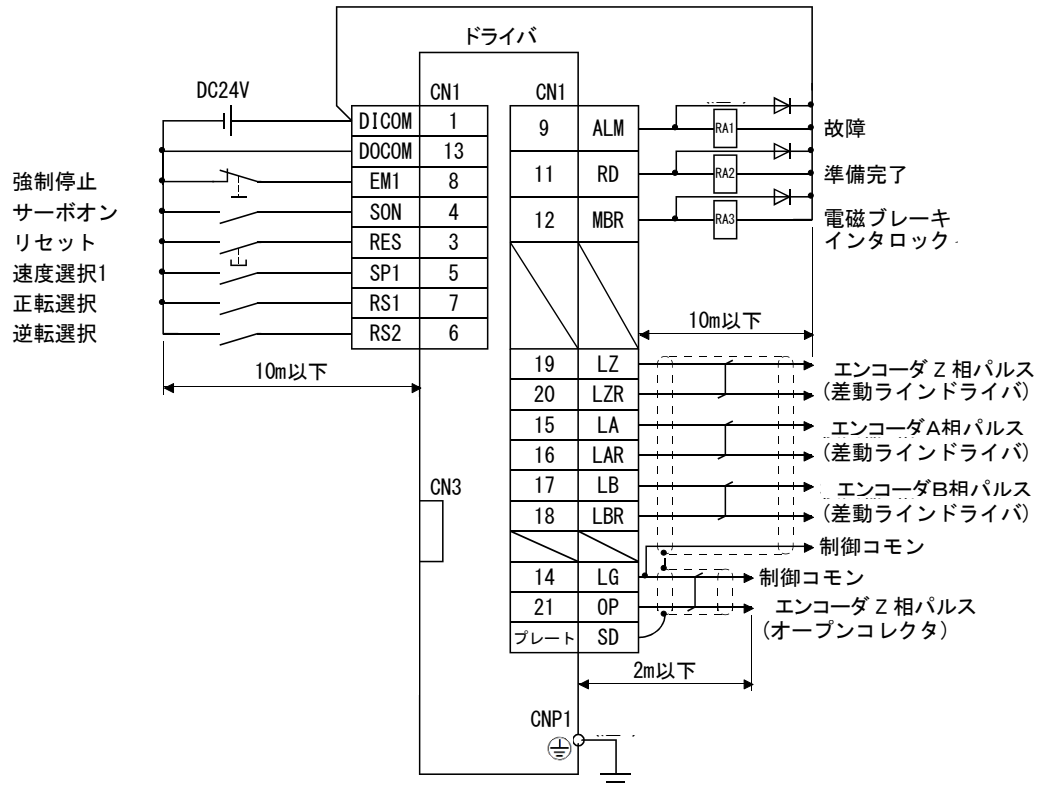 ドライバ
DC24V
CN1
CN1
DICOM 1
DOCOM 13
強制停止 EM1 8
サーボオン SON 4
リセット RES 3
速度選択1 SP1 5
正転選択 RS1 7
逆転選択 RS2 6
10m以下
9 ALM RA1 故障
11 RD RA2 準備完了
12 MBR RA3 電磁ブレーキ
インタロック
10m以下
19 LZ エンコーダZ相パルス
20 LZR (差動ラインドライバ)
15 LA エンコーダA相パルス
16 LAR (差動ラインドライバ)
17 LB エンコーダB相パルス
18 LBR (差動ラインドライバ)
制御コモン
14 LG 制御コモン
21 OP エンコーダZ相パルス
(オープンコレクタ)
プレート SD
2m以下
CN3
CNP1